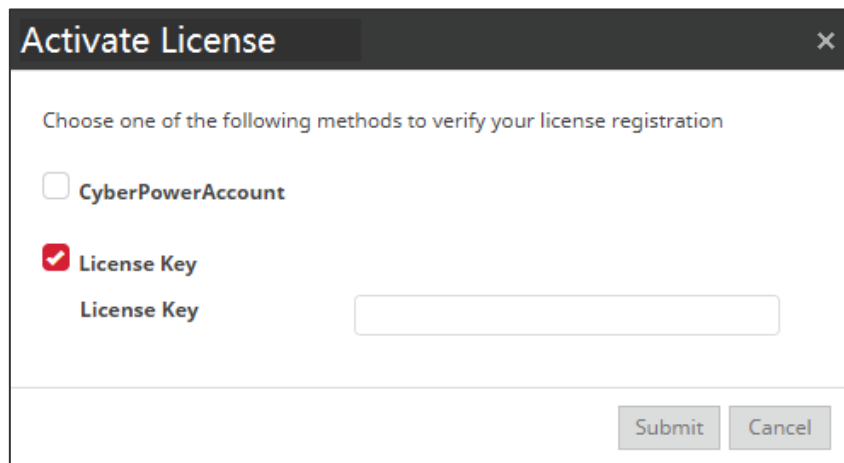 Activate License
Choose one of the following methods to verify your license registration
CyberPowerAccount
License Key
License Key
Submit Cancel